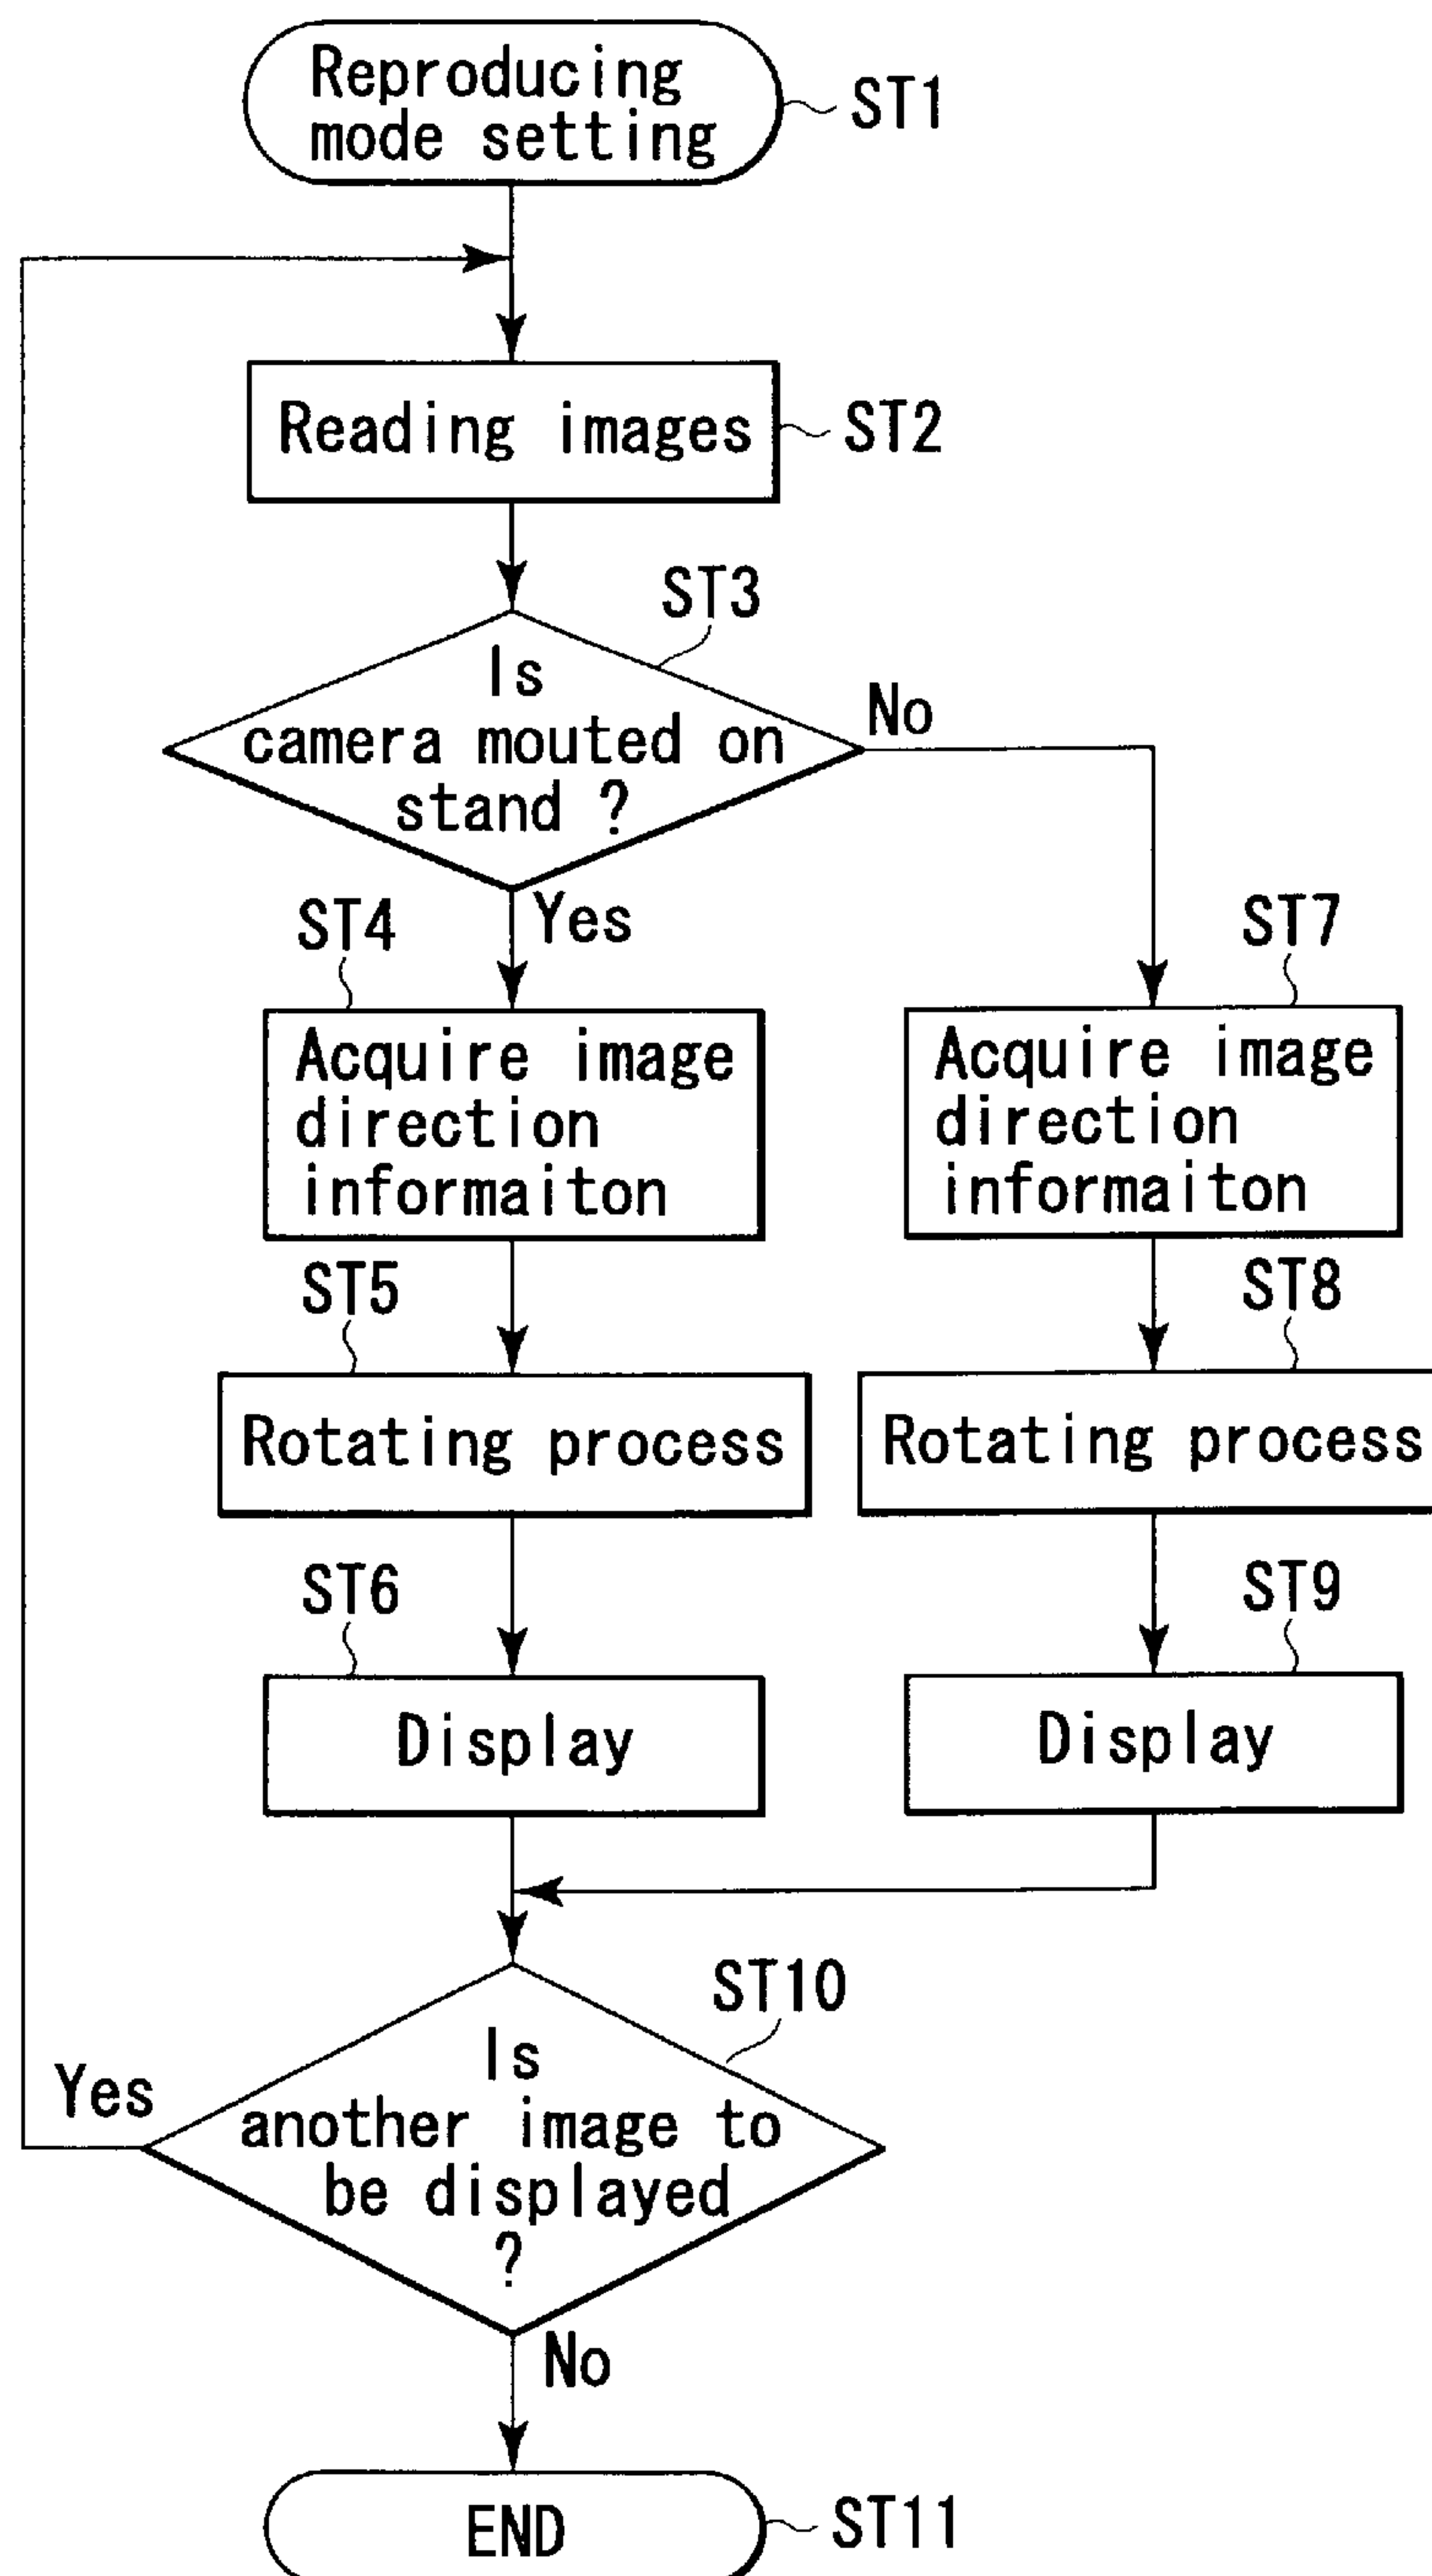 Reproducing
mode setting
ST1
Reading images
ST2
ST3
Is
camera mouted on
stand ?
No
Yes
ST4
Acquire image
direction
informaiton
ST7
Acquire image
direction
informaiton
ST5
Rotating process
ST8
Rotating process
ST6
Display
ST9
Display
ST10
Is
another image to
be displayed
?
Yes
No
END
ST11